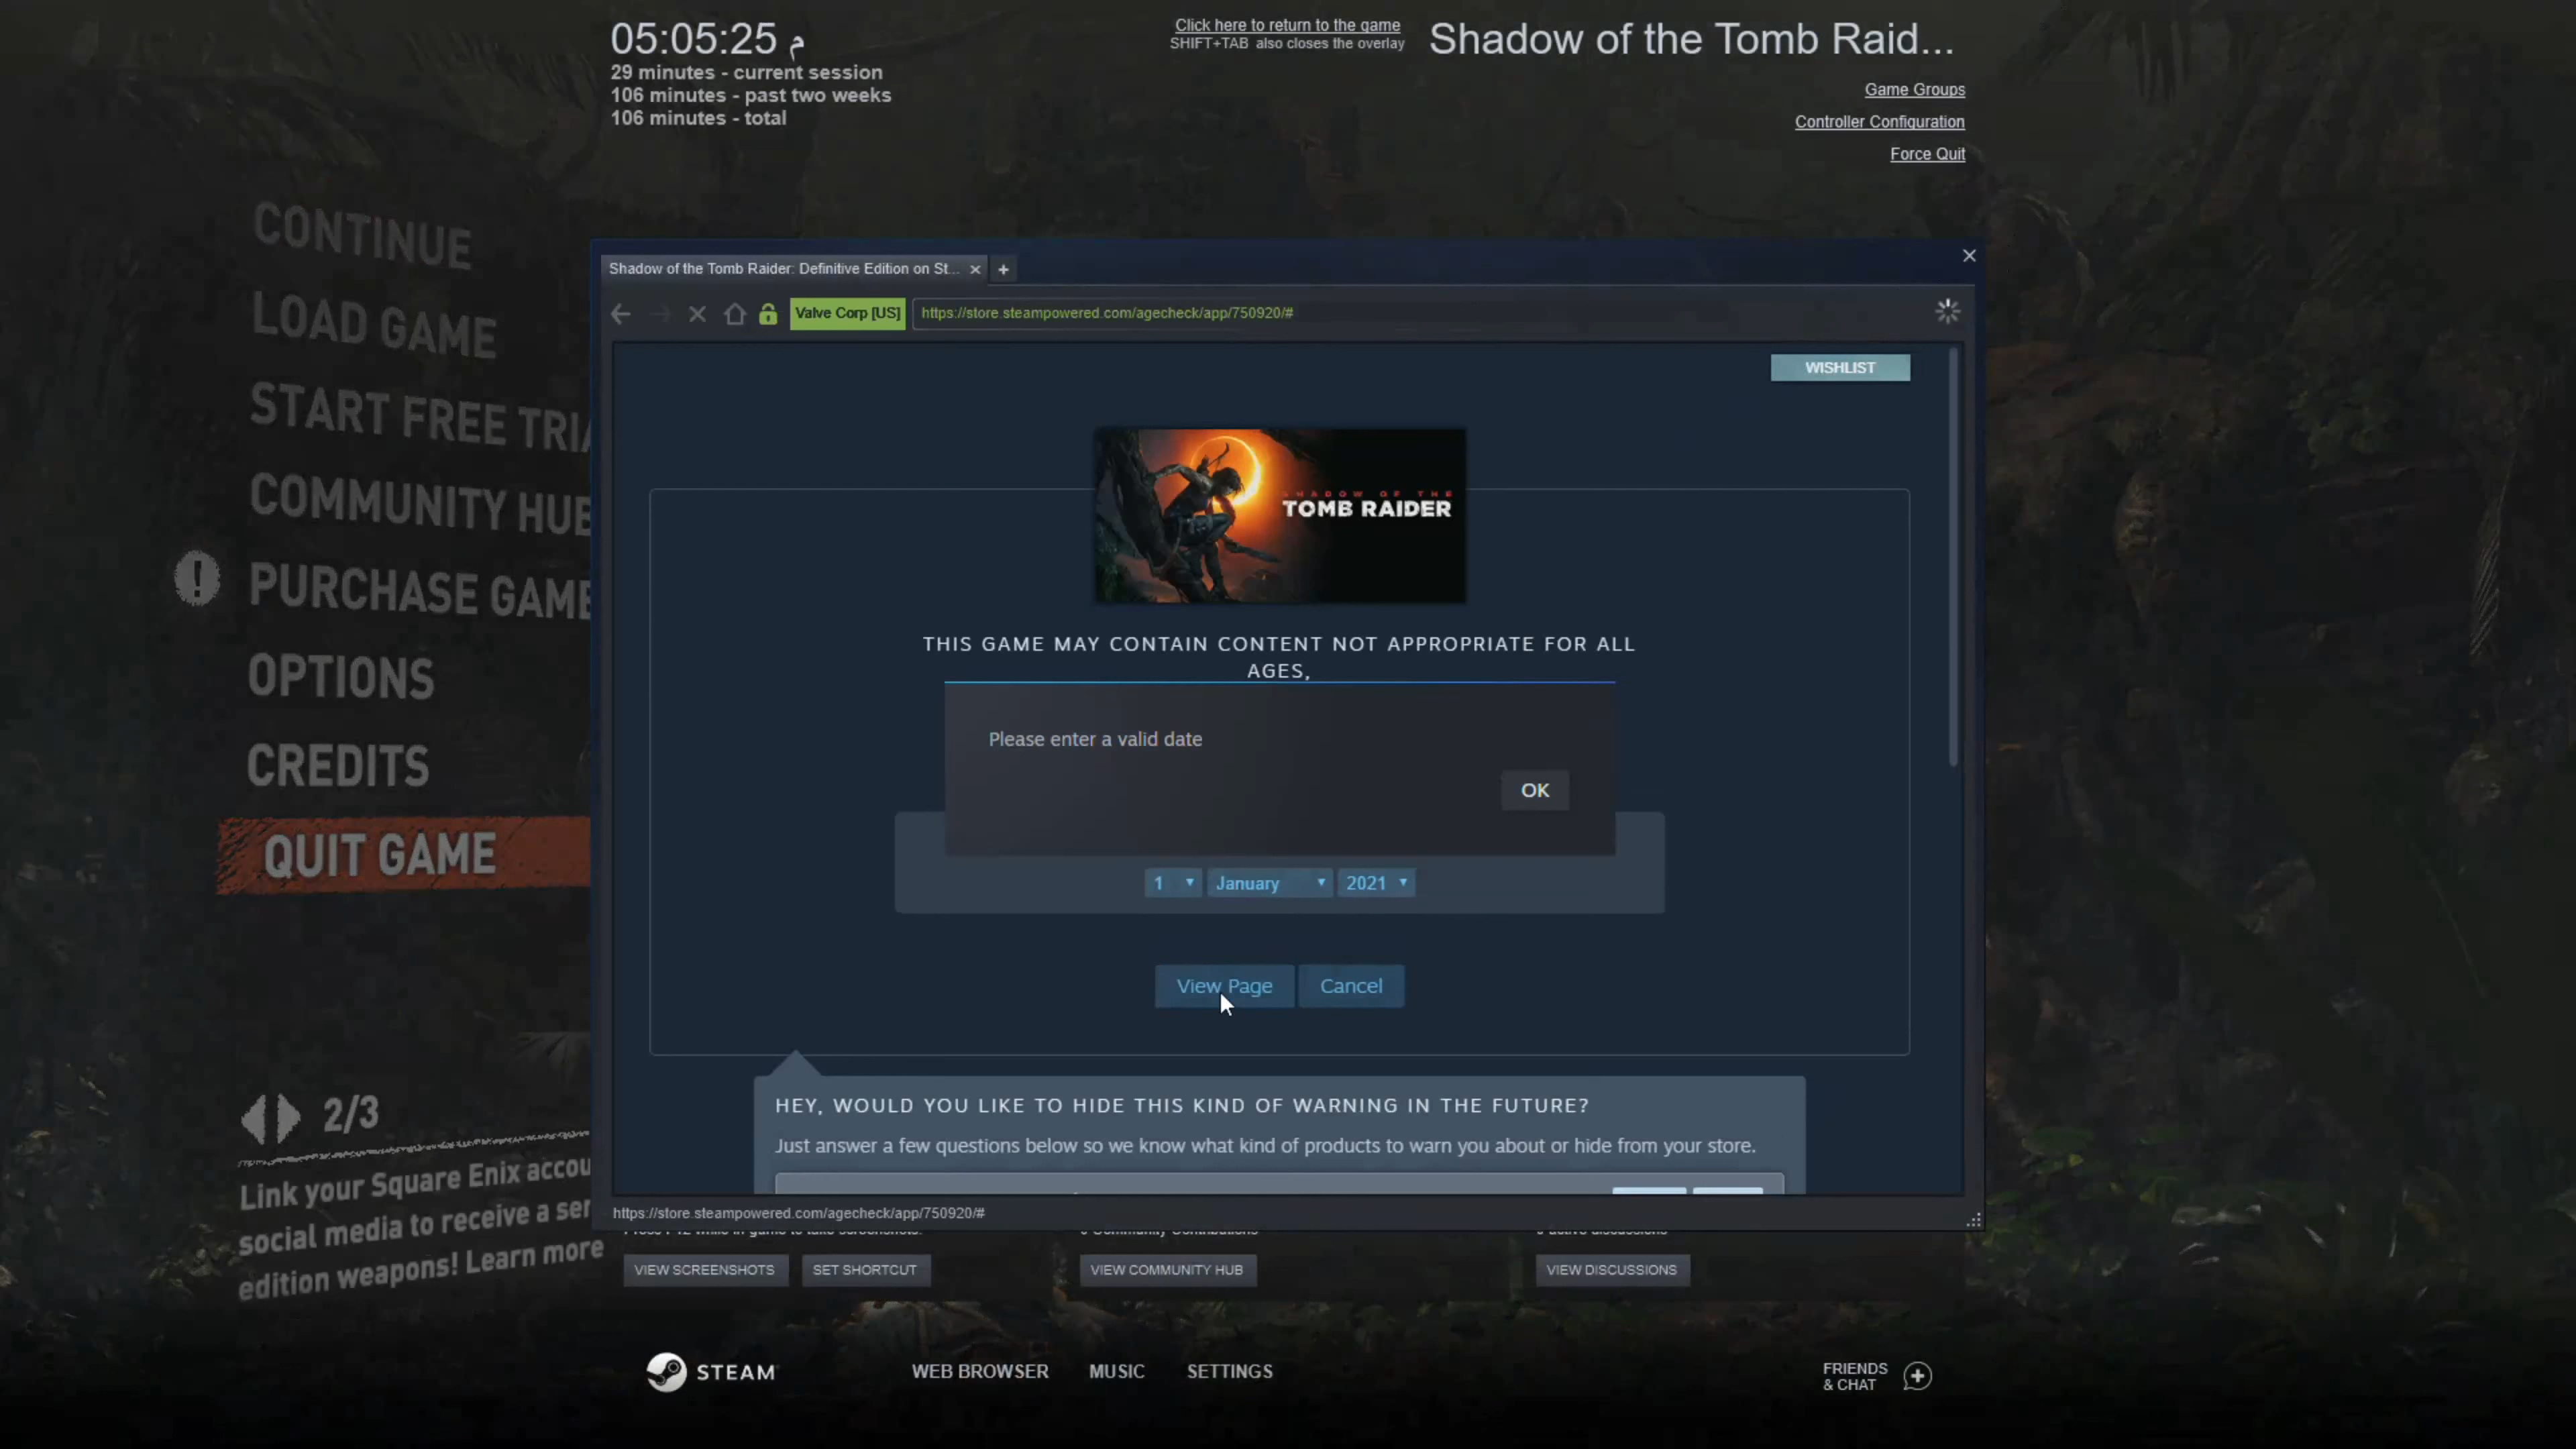 05:05:25 م
29 minutes - current session
106 minutes - past two weeks
106 minutes - total
Click here to return to the game
SHIFT+TAB also closes the overlay
Shadow of the Tomb Raid...
Game Groups
Controller Configuration
Force Quit
CONTINUE
LOAD GAME
START FREE TRIA
COMMUNITY HUB
PURCHASE GAME
OPTIONS
CREDITS
QUIT GAME
2/3
Link your Square Enix accou
social media to receive a ser
edition weapons! Learn more
Shadow of the Tomb Raider: Definitive Edition on St...
Valve Corp [US]
https://store.steampowered.com/agecheck/app/750920/#
WISHLIST
SHADOW OF THE
TOMB RAIDER
THIS GAME MAY CONTAIN CONTENT NOT APPROPRIATE FOR ALL
AGES,
Please enter a valid date
OK
1 January 2021
View Page Cancel
HEY, WOULD YOU LIKE TO HIDE THIS KIND OF WARNING IN THE FUTURE?
Just answer a few questions below so we know what kind of products to warn you about or hide from your store.
https://store.steampowered.com/agecheck/app/750920/#
VIEW SCREENSHOTS SET SHORTCUT VIEW COMMUNITY HUB VIEW DISCUSSIONS
STEAM
WEB BROWSER MUSIC SETTINGS
FRIENDS
& CHAT